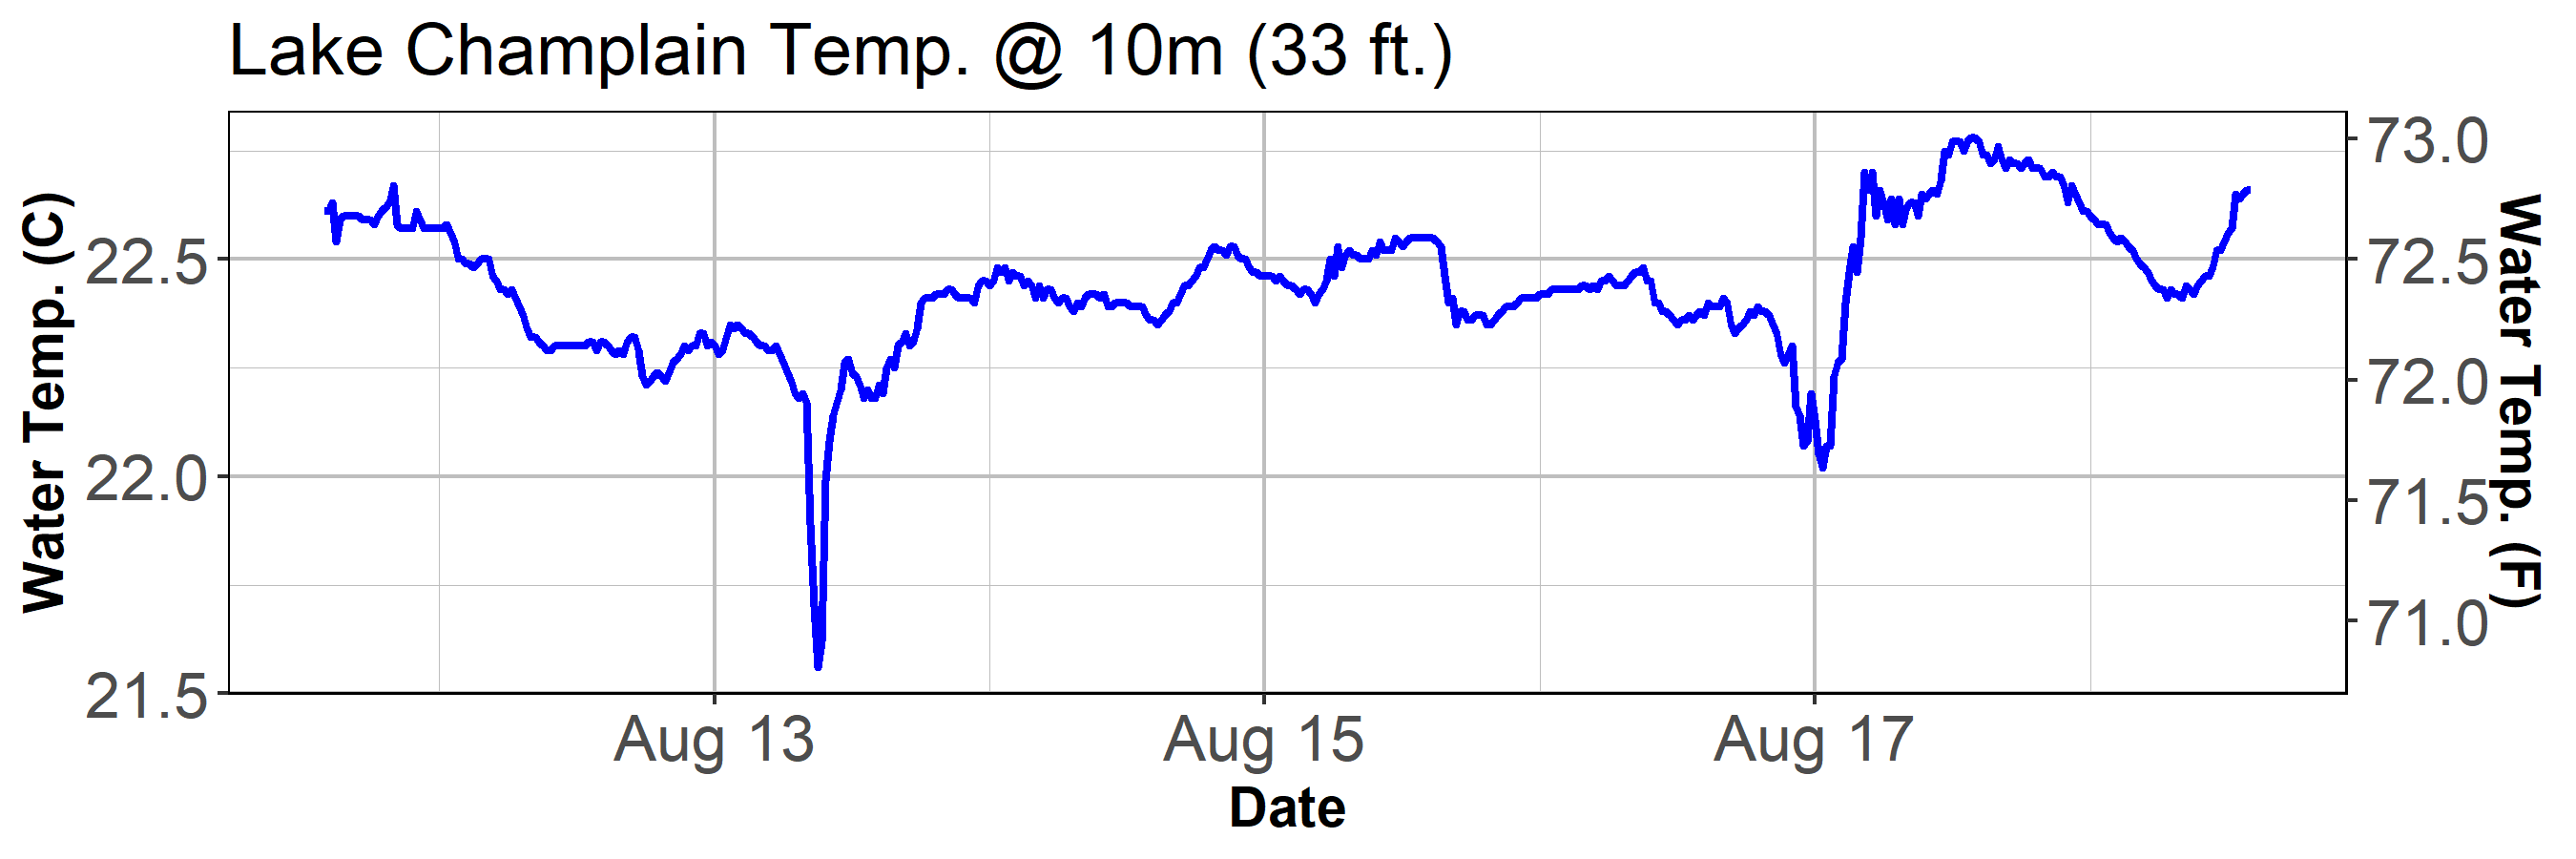 Lake Champlain Temp. @ 10m (33 ft.)
Water Temp. (C)
22.5
22.0
21.5
73.0
72.5
72.0
71.5
71.0
Water Temp. (F)
Aug 13
Aug 15
Aug 17
Date